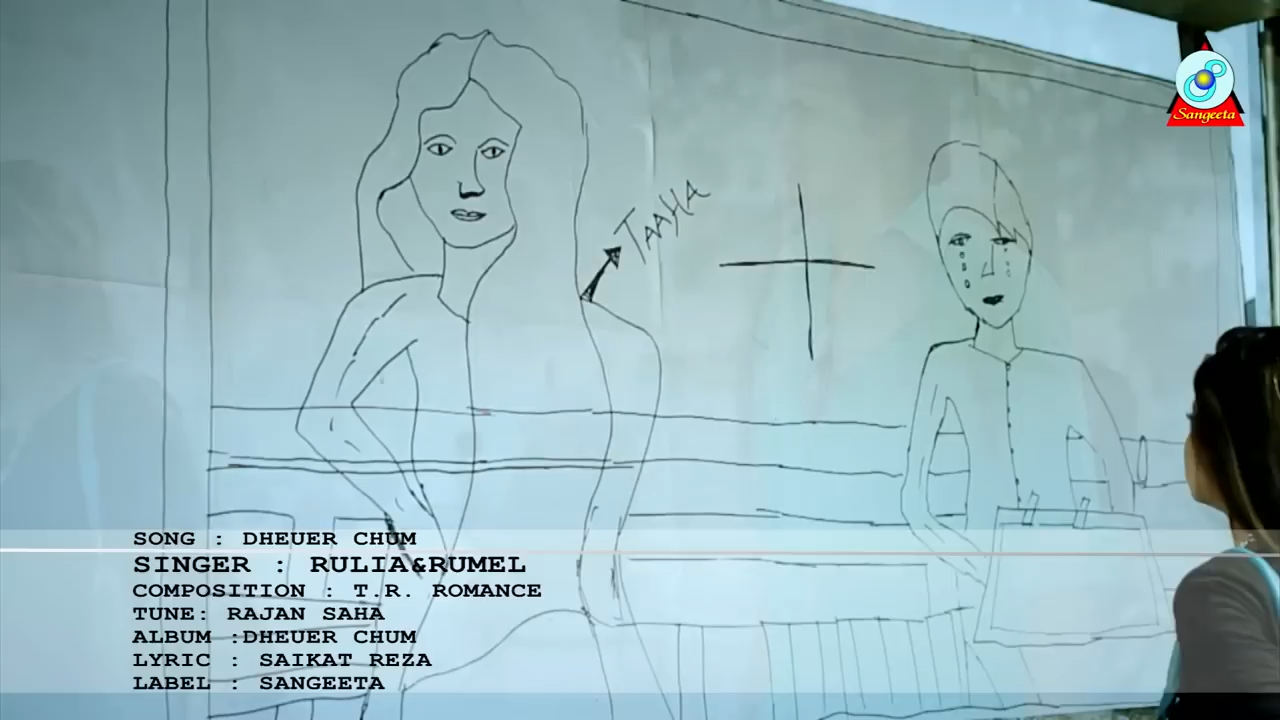 Sangeeta
TAAHA
SONG : DHEUER CHUM
SINGER : RULIA&RUMEL
COMPOSITION : T.R. ROMANCE
TUNE: RAJAN SAHA
ALBUM :DHEUER CHUM
LYRIC : SAIKAT REZA
LABEL : SANGEETA